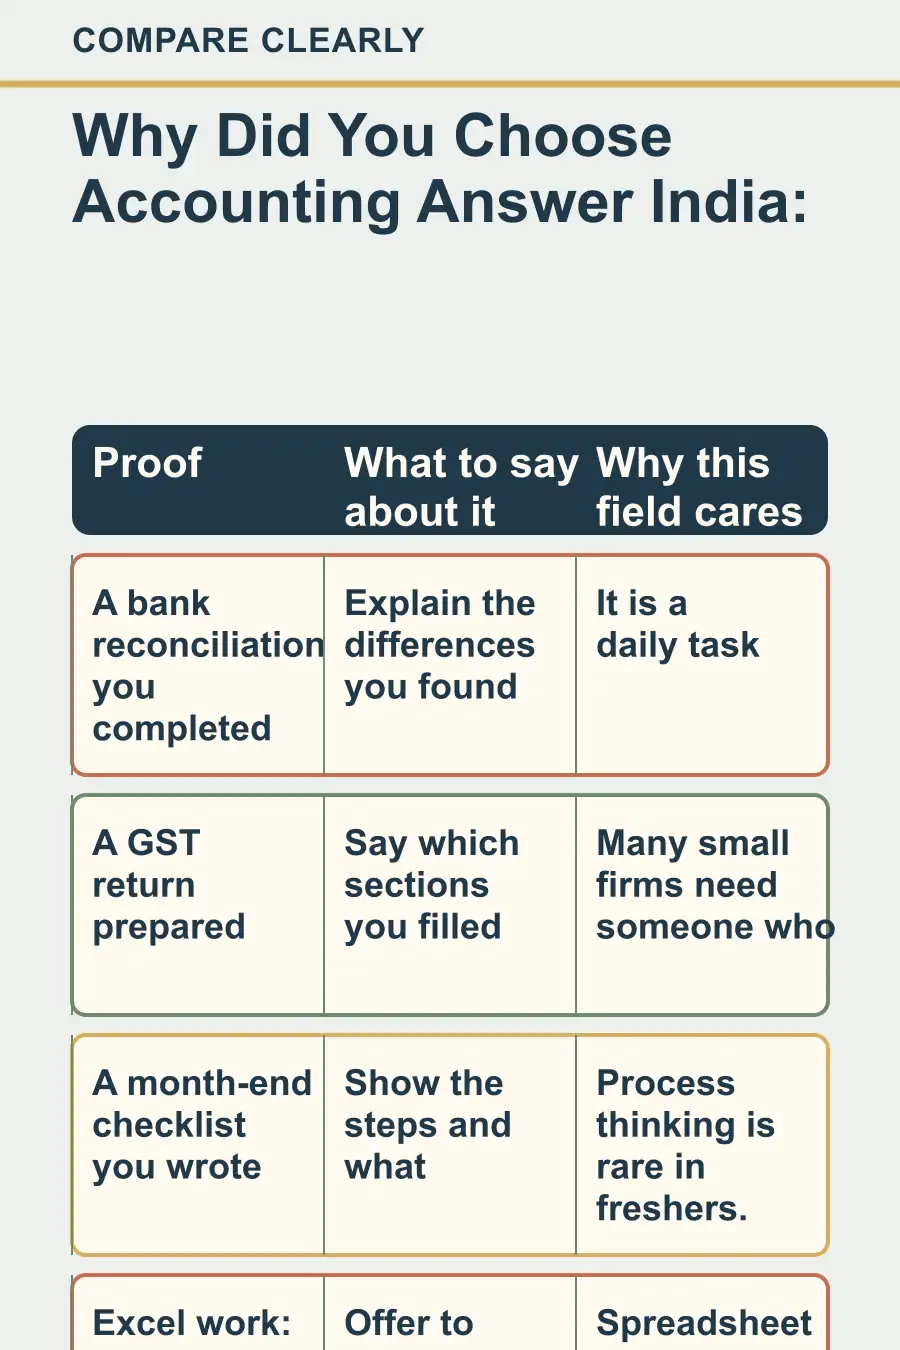 COMPARE CLEARLY
Why Did You Choose
Accounting Answer India:
Proof
What to say
about it
Why this
field cares
A bank
reconciliation
you
completed
Explain the
differences
you found
It is a
daily task
A GST
return
prepared
Say which
sections
you filled
Many small
firms need
someone who
A month-end
checklist
you wrote
Show the
steps and
what
Process
thinking is
rare in
freshers.
Excel work:
Offer to
Spreadsheet